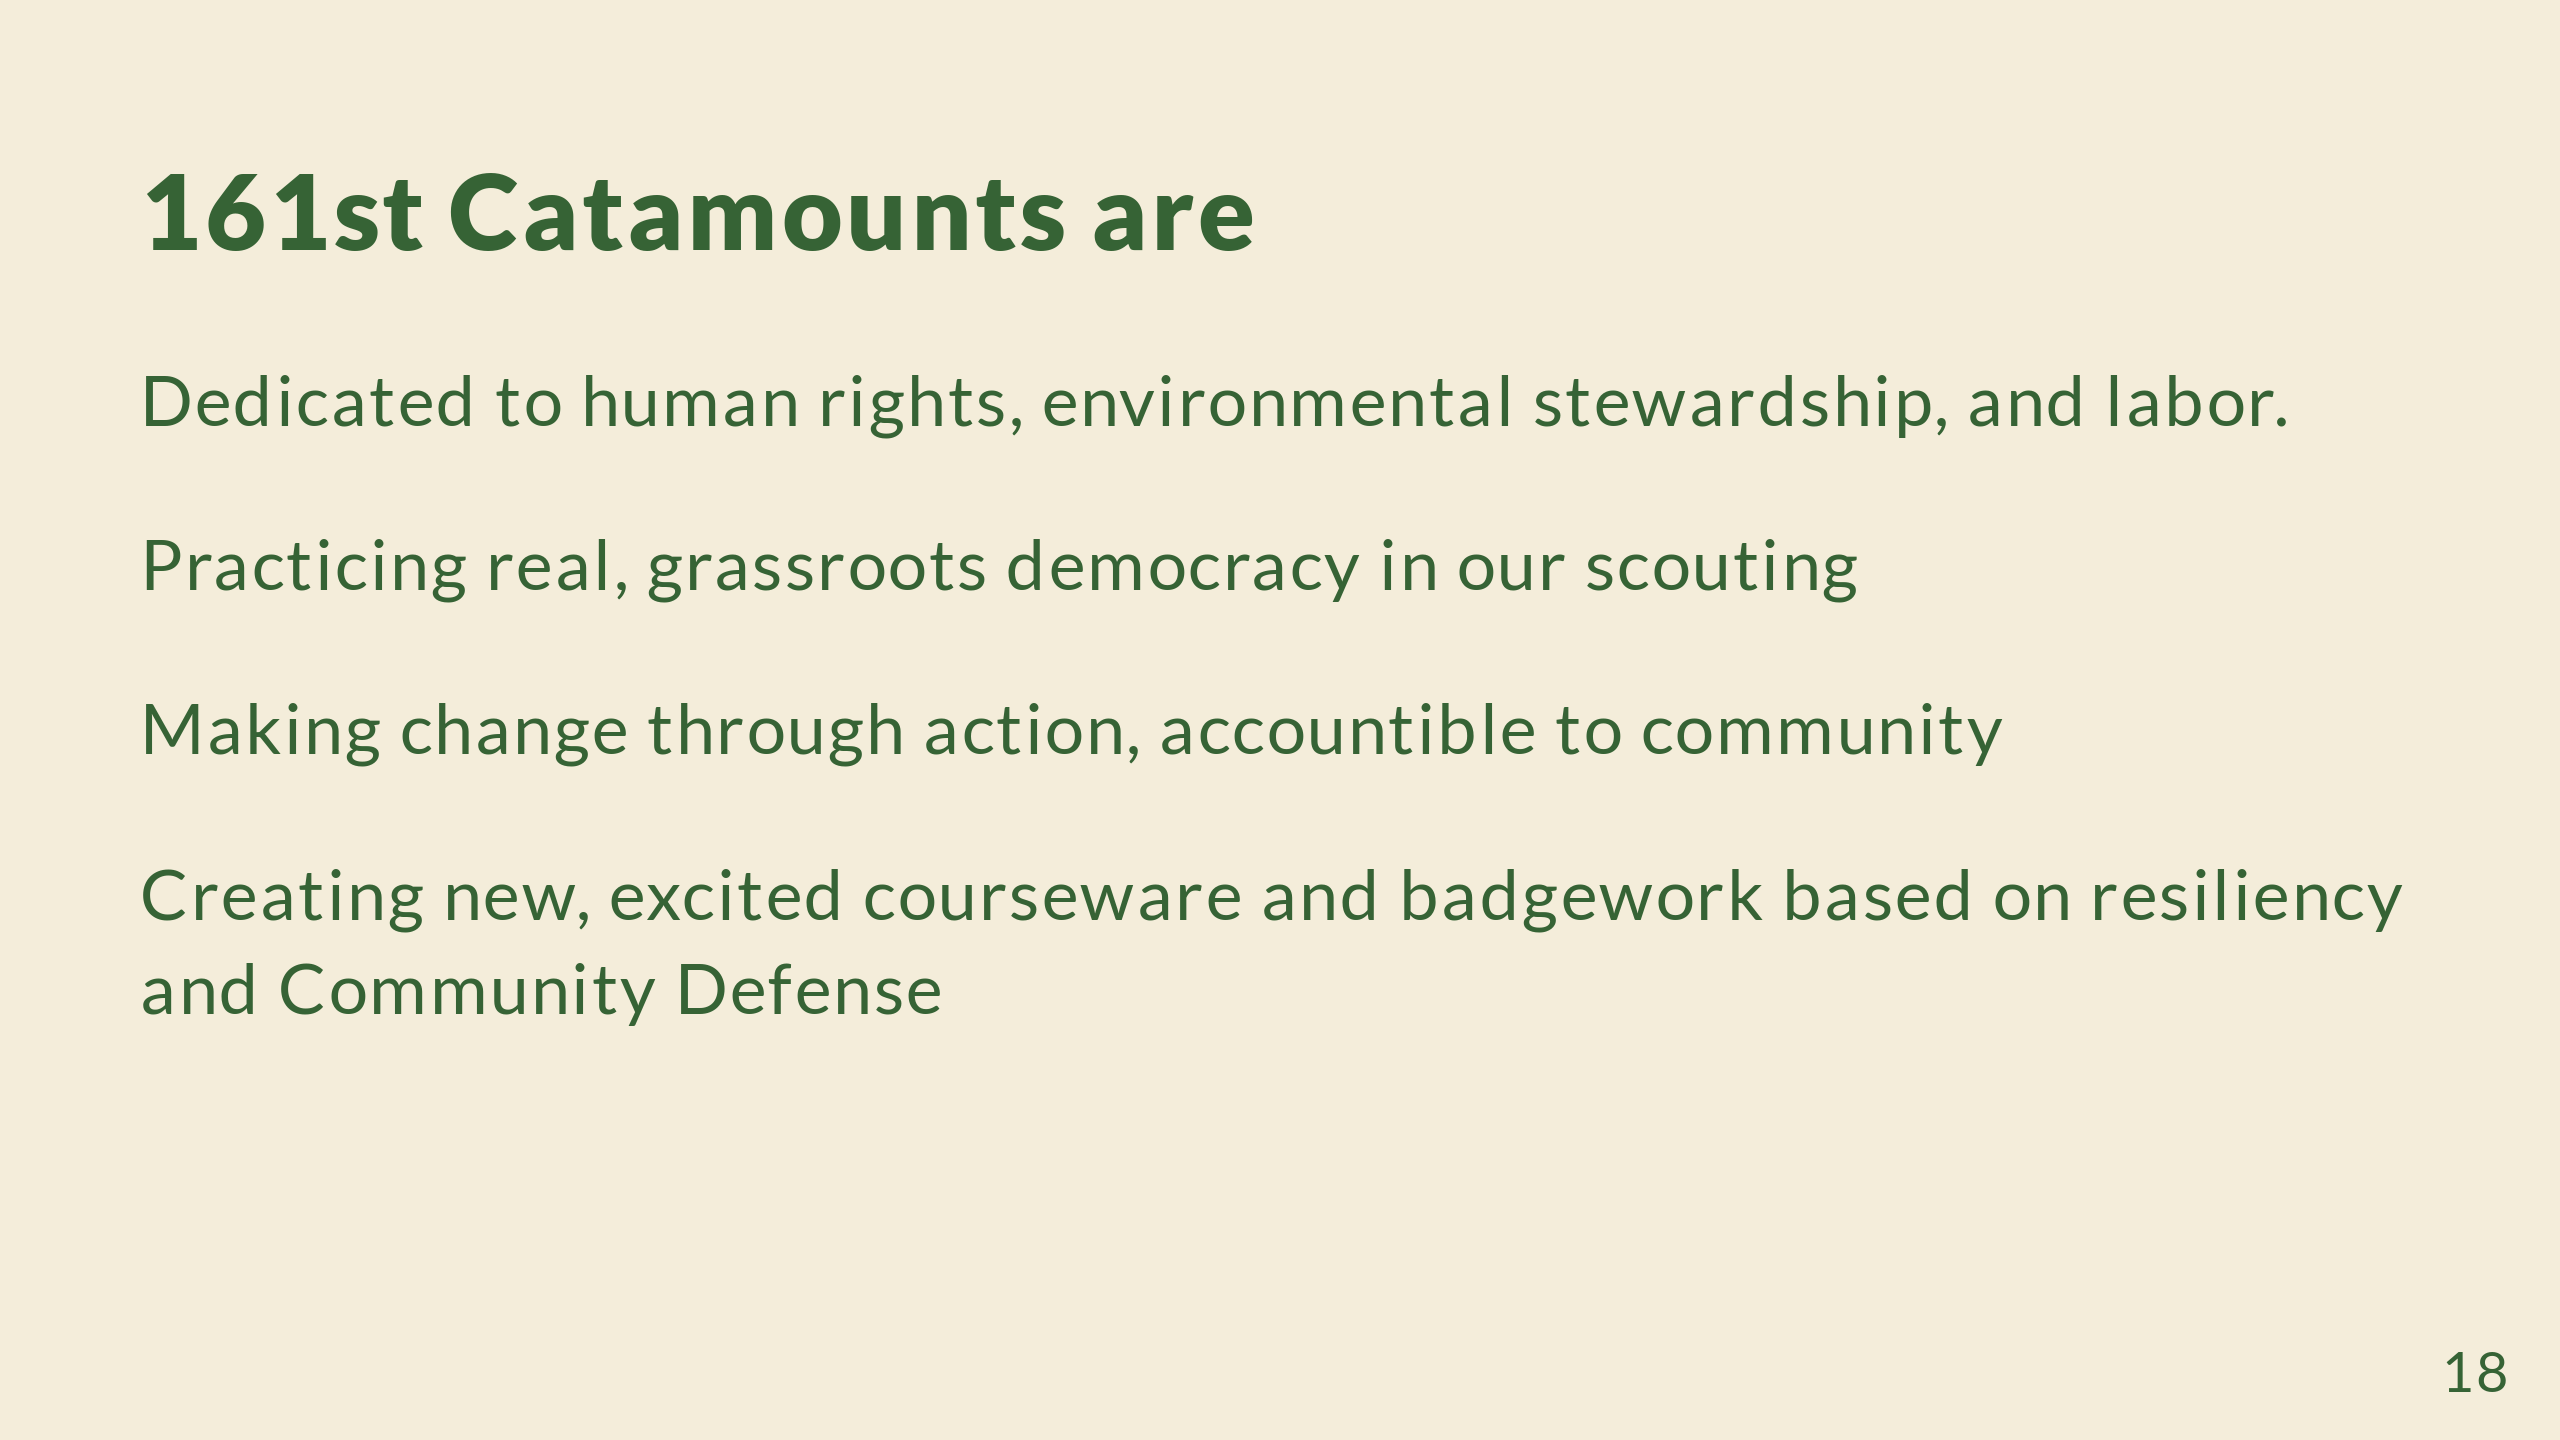 161st Catamounts are
Dedicated to human rights, environmental stewardship, and labor.
Practicing real, grassroots democracy in our scouting
Making change through action, accountible to community
Creating new, excited courseware and badgework based on resiliency
and Community Defense
18